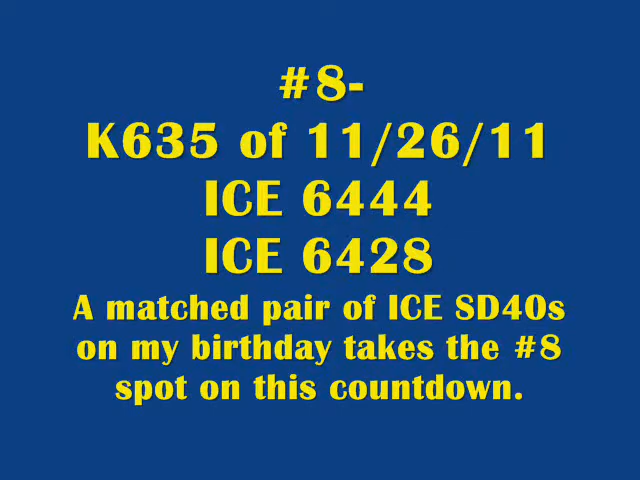 #8-
K635 of 11/26/11
ICE 6444
ICE 6428
A matched pair of ICE SD40s
on my birthday takes the #8
spot on this countdown.